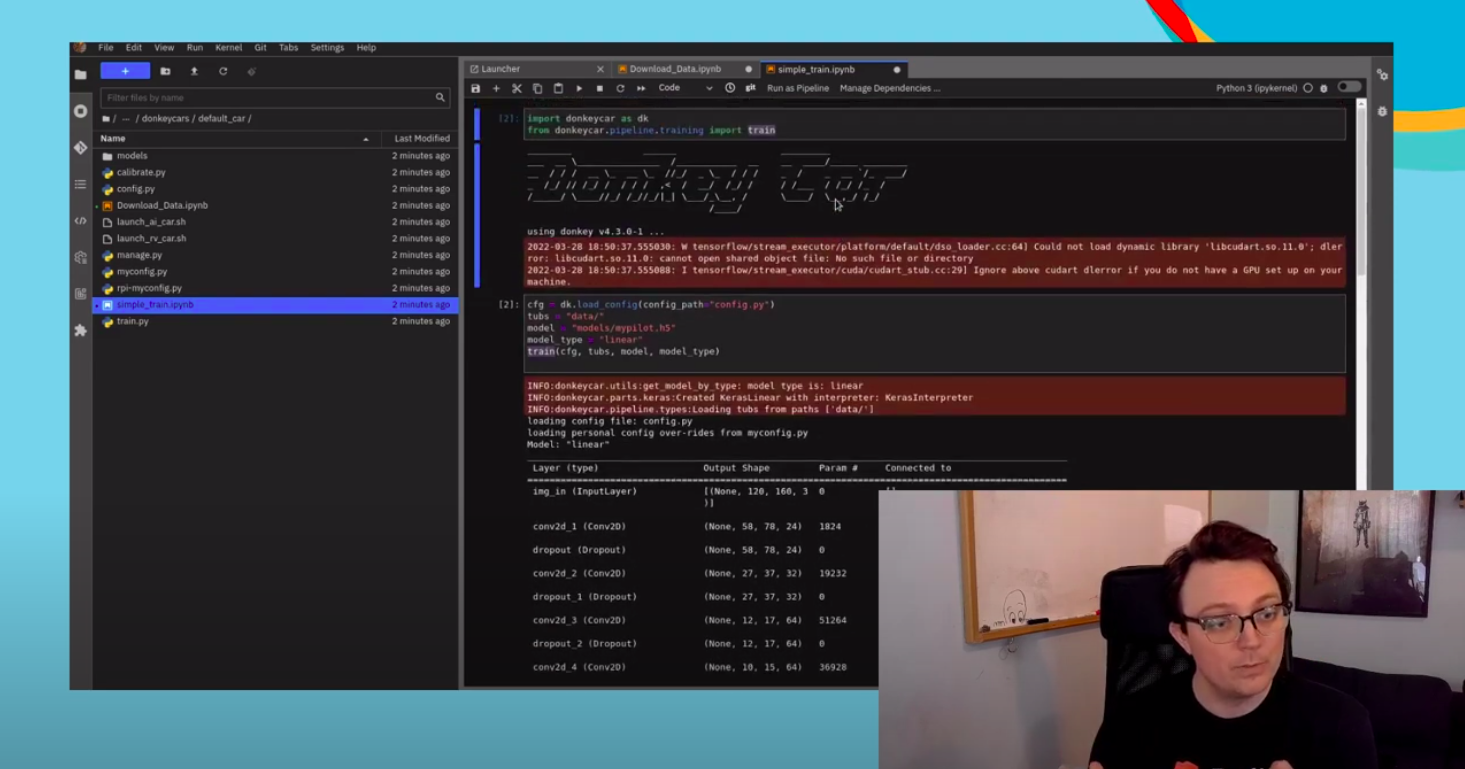 File Edit View Run Kernel Git Tabs Settings Help
Filter files by name
/ ··· / donkeycars / default_car /
Name Last Modified
models 2 minutes ago
calibrate.py 2 minutes ago
config.py 2 minutes ago
Download_Data.ipynb 2 minutes ago
launch_ai_car.sh 2 minutes ago
launch_rv_car.sh 2 minutes ago
manage.py 2 minutes ago
myconfig.py 2 minutes ago
rpi-myconfig.py 2 minutes ago
simple_train.ipynb 2 minutes ago
train.py 2 minutes ago
Launcher Download_Data.ipynb simple_train.ipynb
Code git Run as Pipeline Manage Dependencies ... Python 3 (ipykernel)
[2]: import donkeycar as dk
from donkeycar.pipeline.training import train
Donkey Car
using donkey v4.3.0-1 ...
2022-03-28 18:50:37.555030: W tensorflow/stream_executor/platform/default/dso_loader.cc:64] Could not load dynamic library 'libcudart.so.11.0'; dler
ror: libcudart.so.11.0: cannot open shared object file: No such file or directory
2022-03-28 18:50:37.555088: I tensorflow/stream_executor/cuda/cudart_stub.cc:29] Ignore above cudart dlerror if you do not have a GPU set up on your
machine.
[2]: cfg = dk.load_config(config_path="config.py")
tubs = "data/"
model = "models/mypilot.h5"
model_type = "linear"
train(cfg, tubs, model, model_type)
INFO:donkeycar.utils:get_model_by_type: model type is: linear
INFO:donkeycar.parts.keras:Created KerasLinear with interpreter: KerasInterpreter
INFO:donkeycar.pipeline.types:Loading tubs from paths ['data/']
loading config file: config.py
loading personal config over-rides from myconfig.py
Model: "linear"
Layer (type) Output Shape Param # Connected to
img_in (InputLayer) [(None, 120, 160, 3 0 []
)]
conv2d_1 (Conv2D) (None, 58, 78, 24) 1824
dropout (Dropout) (None, 58, 78, 24) 0
conv2d_2 (Conv2D) (None, 27, 37, 32) 19232
dropout_1 (Dropout) (None, 27, 37, 32) 0
conv2d_3 (Conv2D) (None, 12, 17, 64) 51264
dropout_2 (Dropout) (None, 12, 17, 64) 0
conv2d_4 (Conv2D) (None, 10, 15, 64) 36928